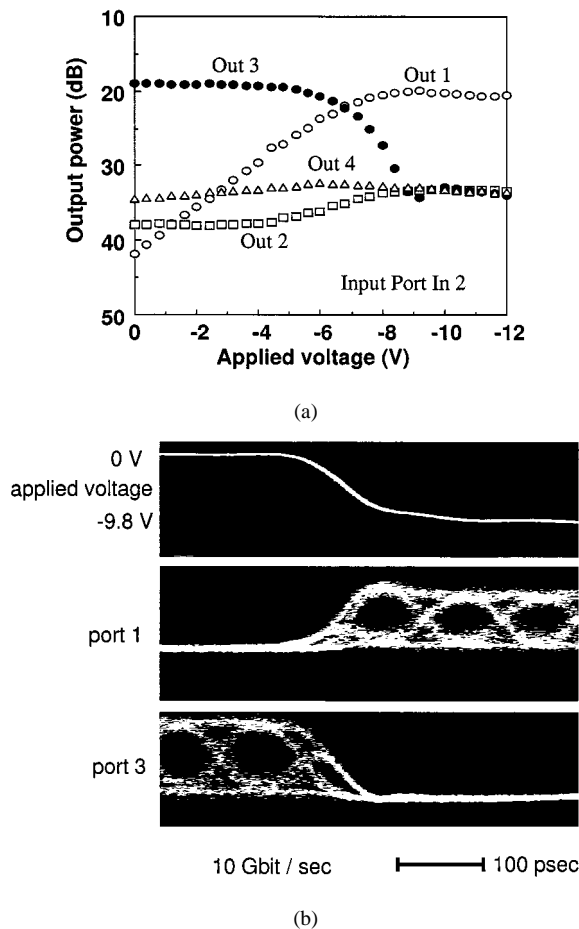 10
20
30
40
50
Output power (dB)
Out 3
Out 1
Out 4
Out 2
Input Port In 2
0 -2 -4 -6 -8 -10 -12
Applied voltage (V)
(a)
0 V
applied voltage
-9.8 V
port 1
port 3
10 Gbit / sec
100 psec
(b)